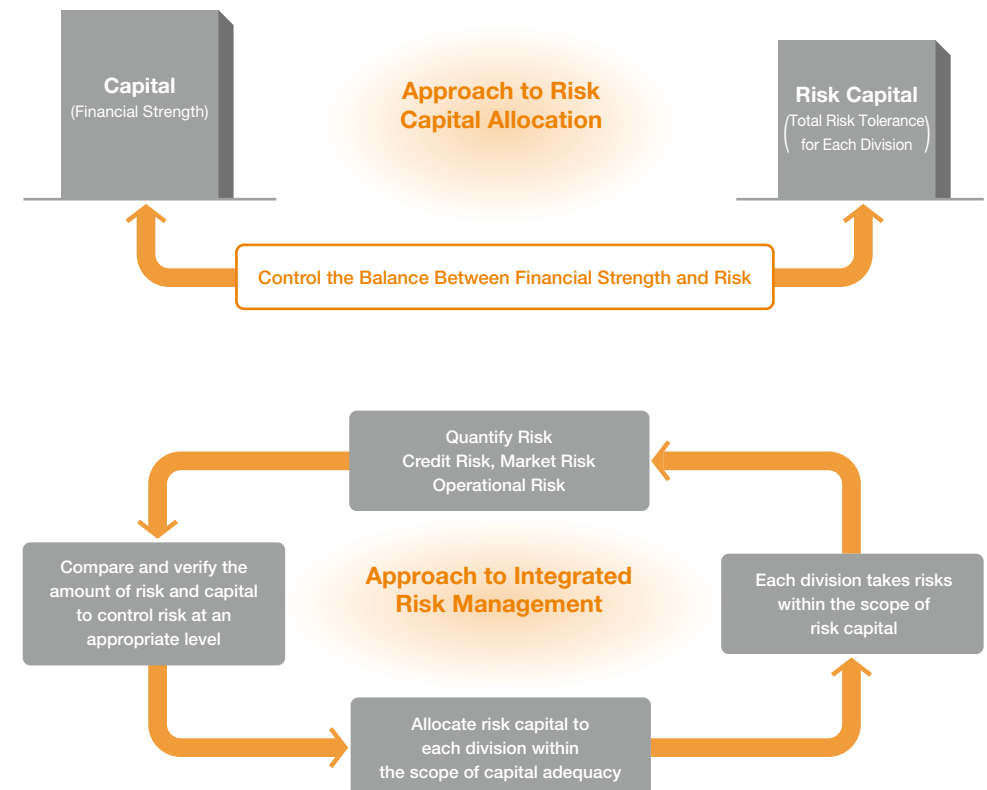 Capital
(Financial Strength)
Approach to Risk
Capital Allocation
Risk Capital
(Total Risk Tolerance
for Each Division)
Control the Balance Between Financial Strength and Risk
Quantify Risk
Credit Risk, Market Risk
Operational Risk
Compare and verify the
amount of risk and capital
to control risk at an
appropriate level
Approach to Integrated
Risk Management
Each division takes risks
within the scope of
risk capital
Allocate risk capital to
each division within
the scope of capital adequacy